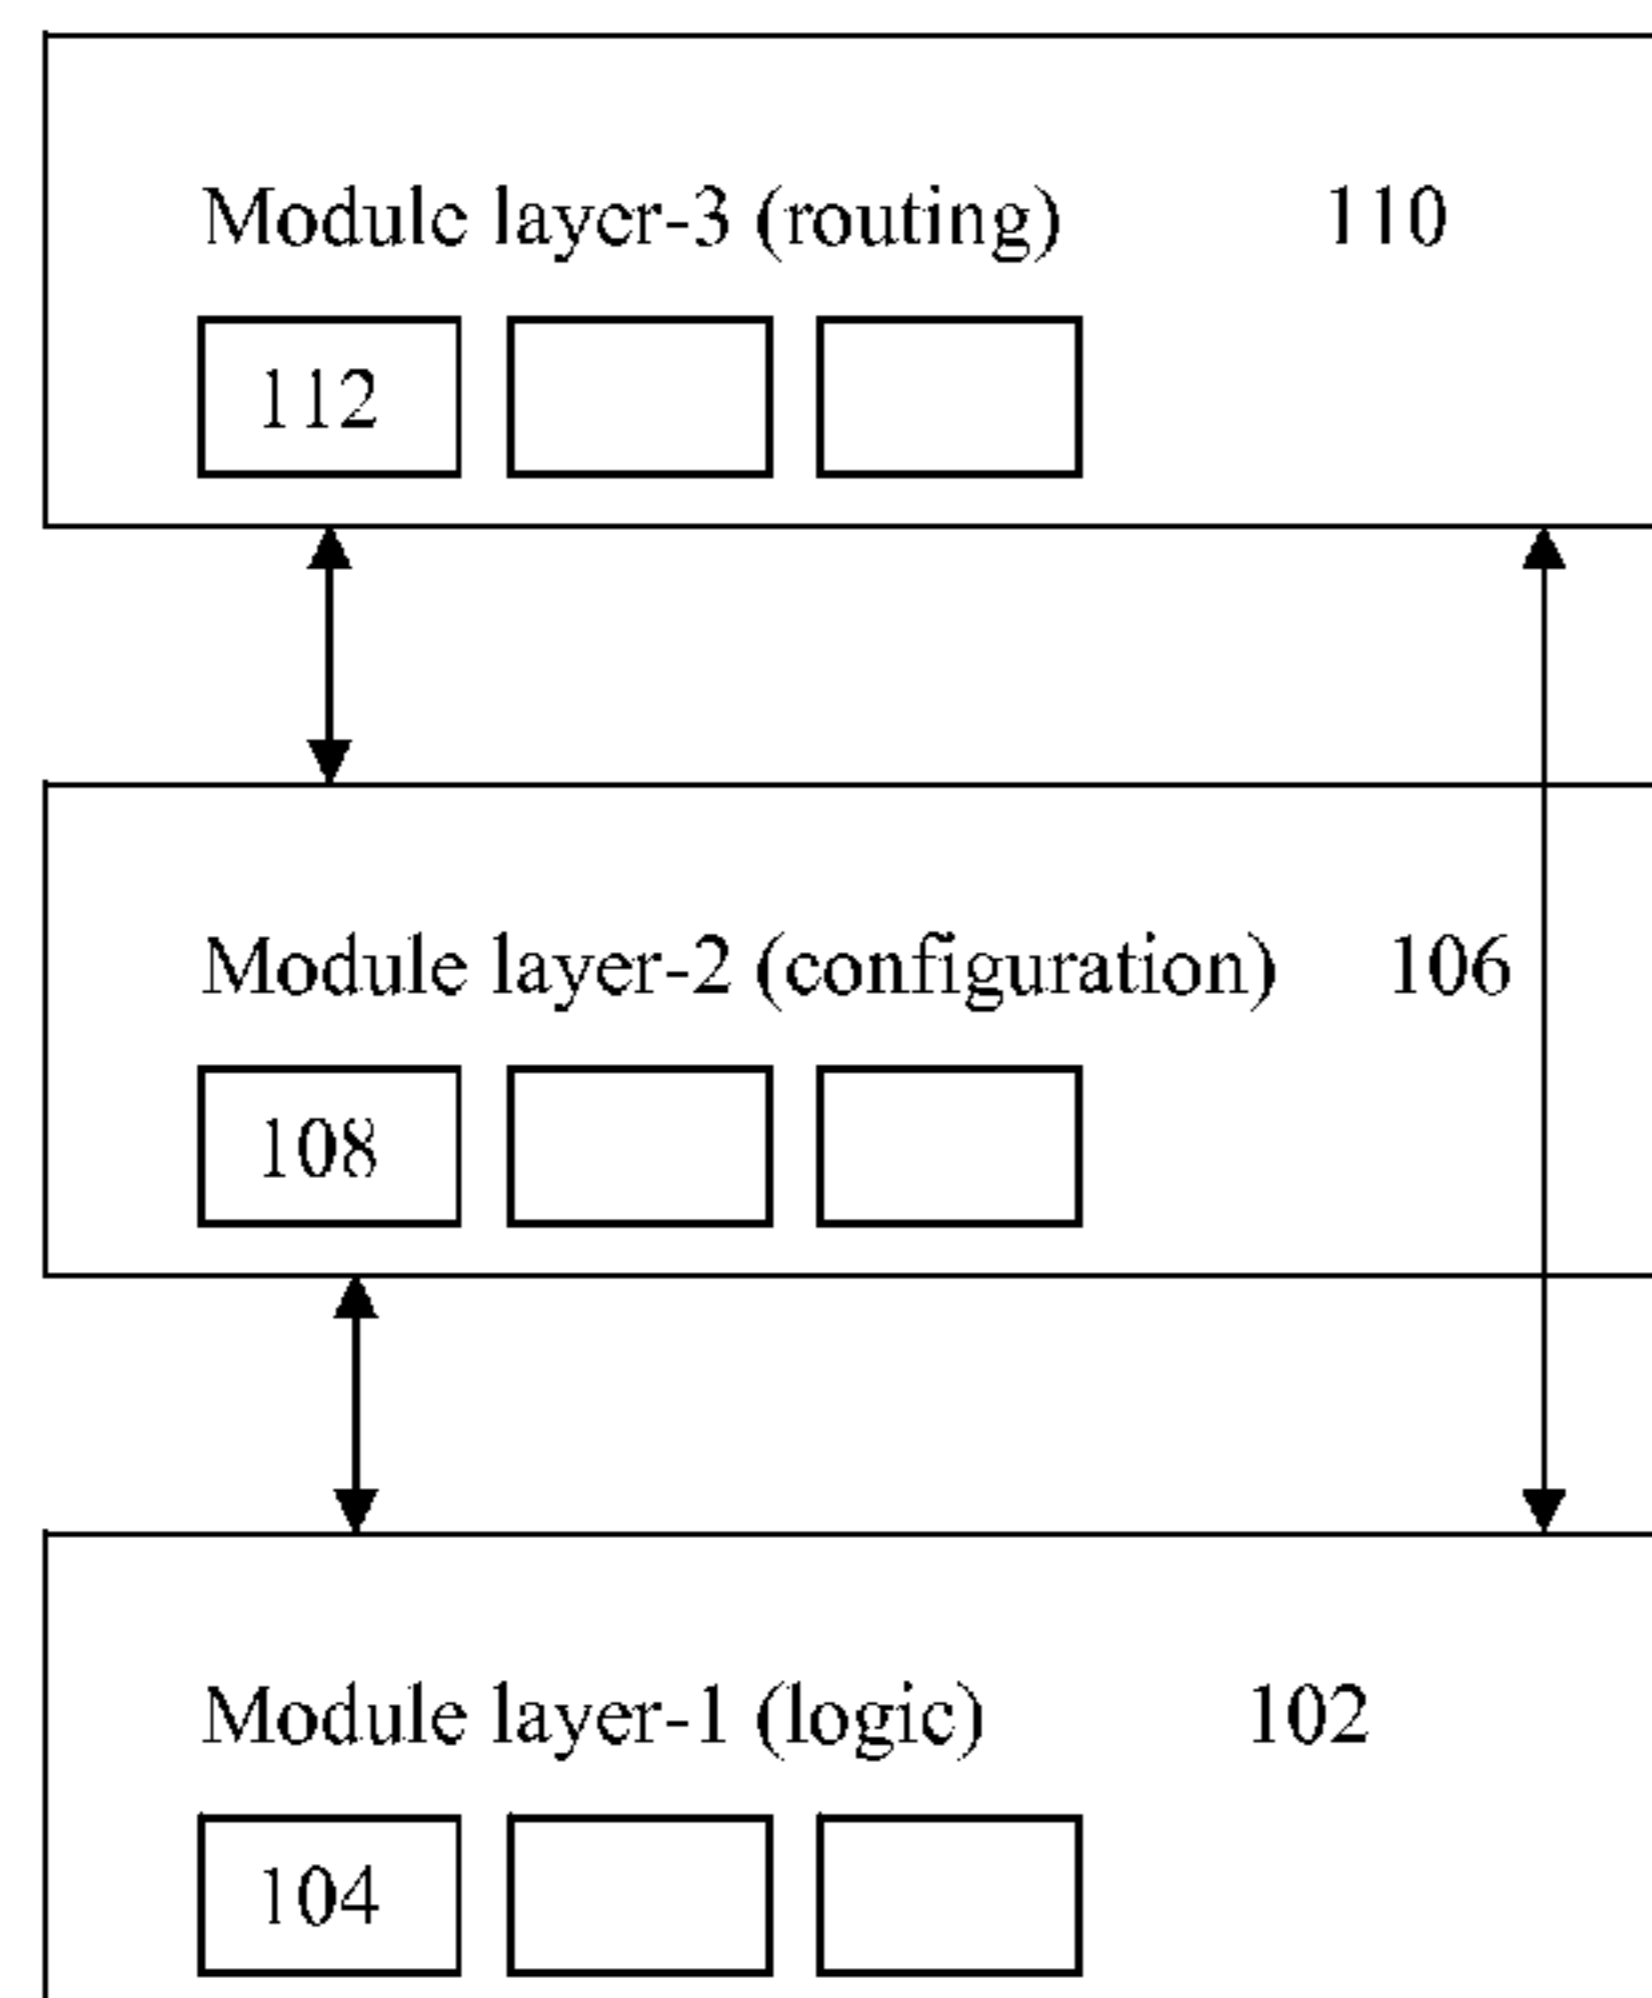 Module layer-3 (routing) 110
112
Module layer-2 (configuration) 106
108
Module layer-1 (logic) 102
104